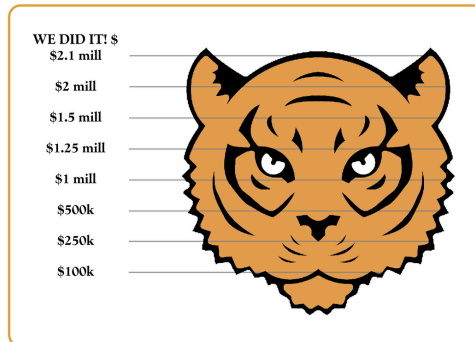 WE DID IT! $
$2.1 mill
$2 mill
$1.5 mill
$1.25 mill
$1 mill
$500k
$250k
$100k